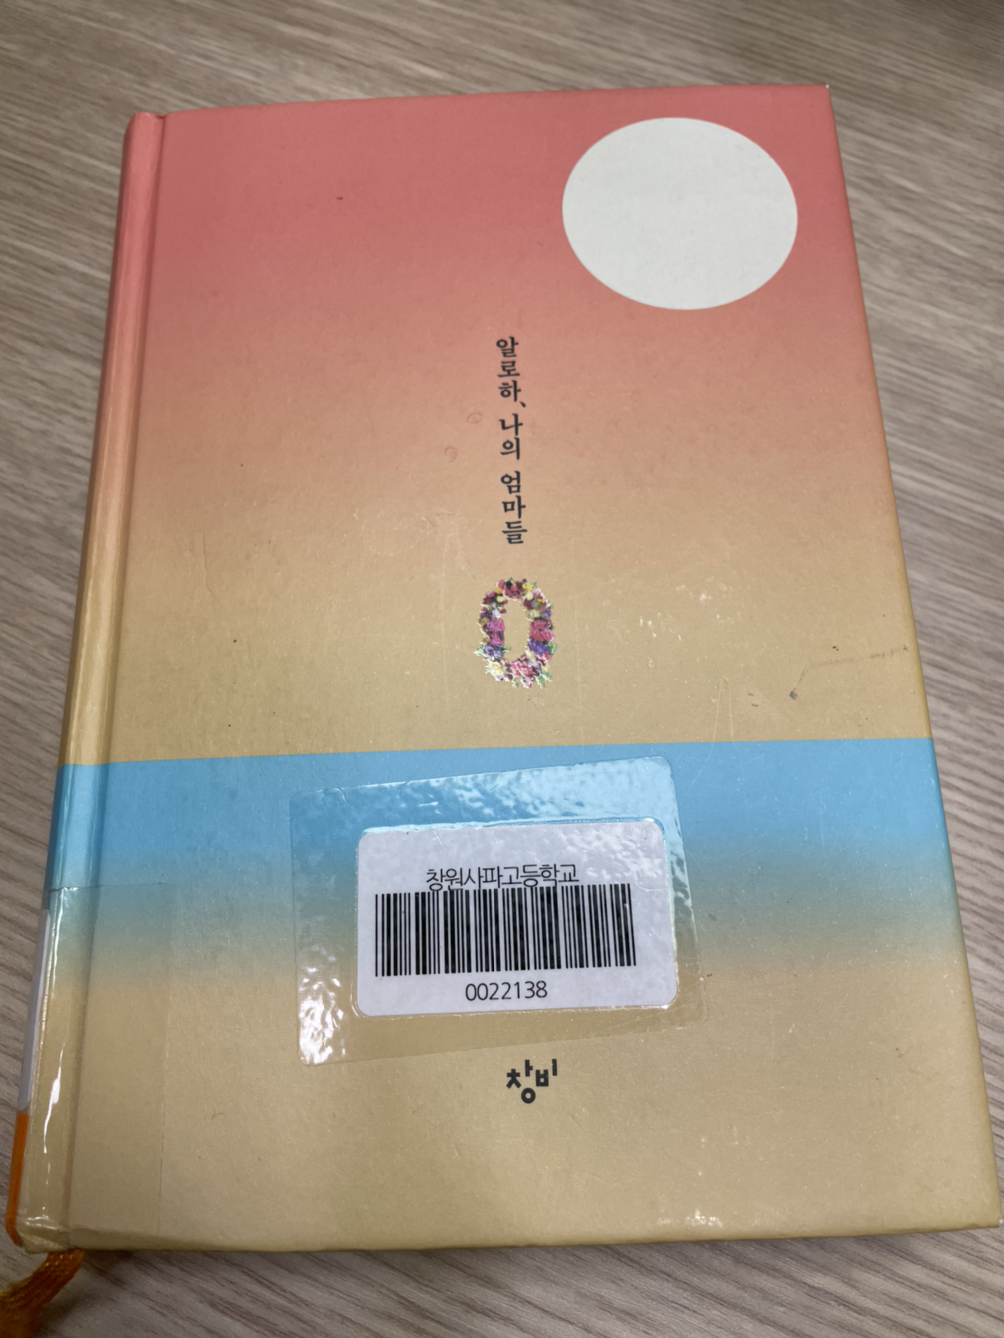 알로하, 나의 엄마들
창원사파고등학교
0022138
창비